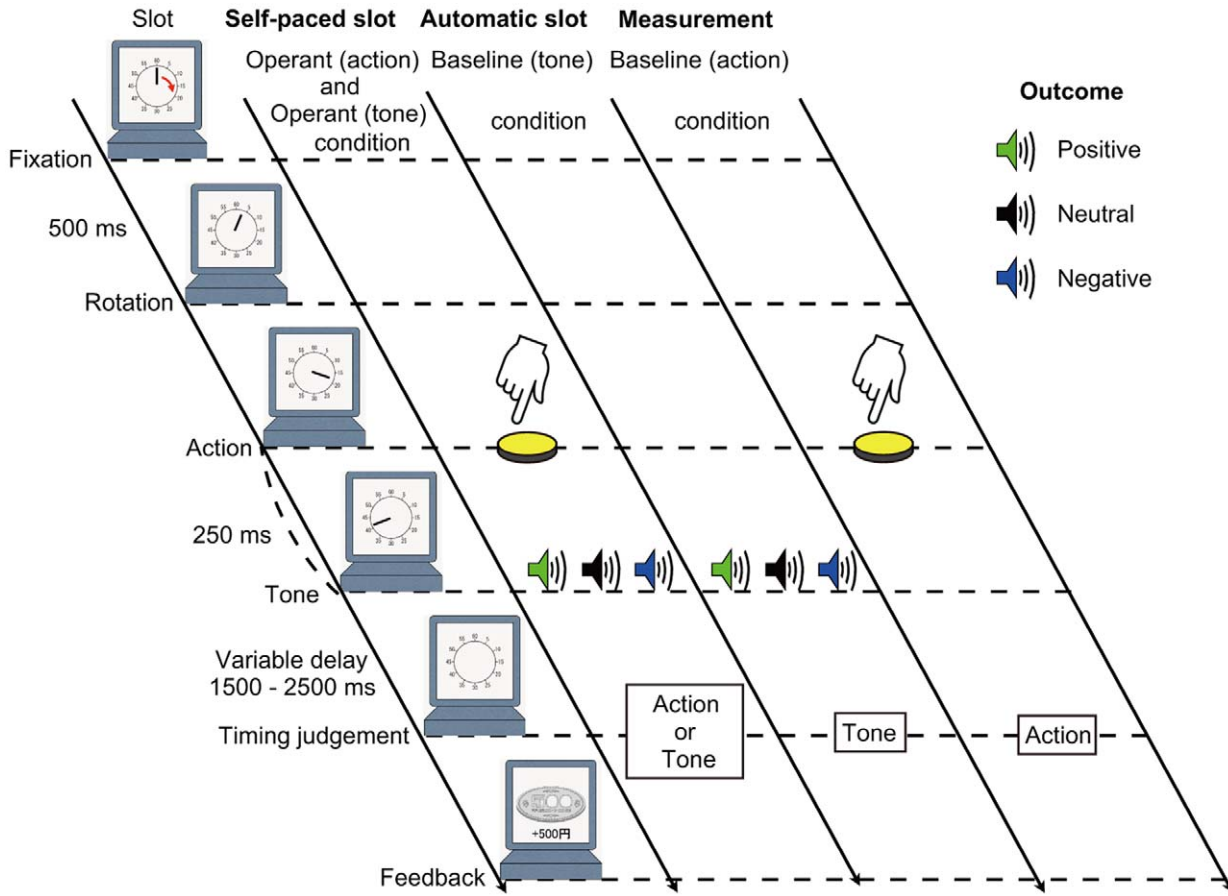 Slot
Self-paced slot
Automatic slot
Measurement
Operant (action)
and
Operant (tone)
condition
Baseline (tone)
condition
Baseline (action)
condition
Outcome
Positive
Neutral
Negative
Fixation
500 ms
Rotation
Action
250 ms
Tone
Variable delay
1500 - 2500 ms
Timing judgement
Action
or
Tone
Tone
Action
+500円
Feedback